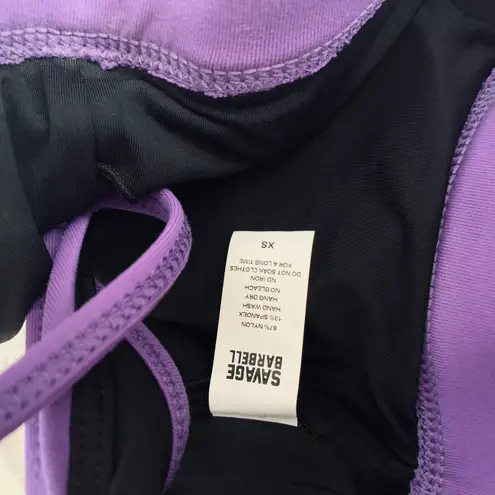 SAVAGE
BARBELL
87% NYLON
13% SPANDEX
HAND WASH
HANG DRY
NO BLEACH
NO IRON
DO NOT SOAK CLOTHES
FOR A LONG TIME
XS